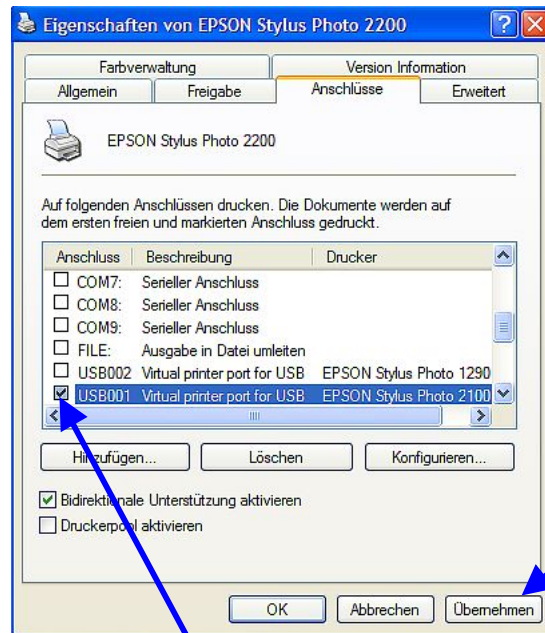 Eigenschaften von EPSON Stylus Photo 2200
Farbverwaltung Version Information
Allgemein Freigabe Anschlüsse Erweitert
EPSON Stylus Photo 2200
Auf folgenden Anschlüssen drucken. Die Dokumente werden auf
dem ersten freien und markierten Anschluss gedruckt.
Anschluss Beschreibung Drucker
COM7: Serieller Anschluss
COM8: Serieller Anschluss
COM9: Serieller Anschluss
FILE: Ausgabe in Datei umleiten
USB002 Virtual printer port for USB EPSON Stylus Photo 1290
USB001 Virtual printer port for USB EPSON Stylus Photo 2100
Hinzufügen... Löschen Konfigurieren...
Bidirektionale Unterstützung aktivieren
Druckerpool aktivieren
OK Abbrechen Übernehmen